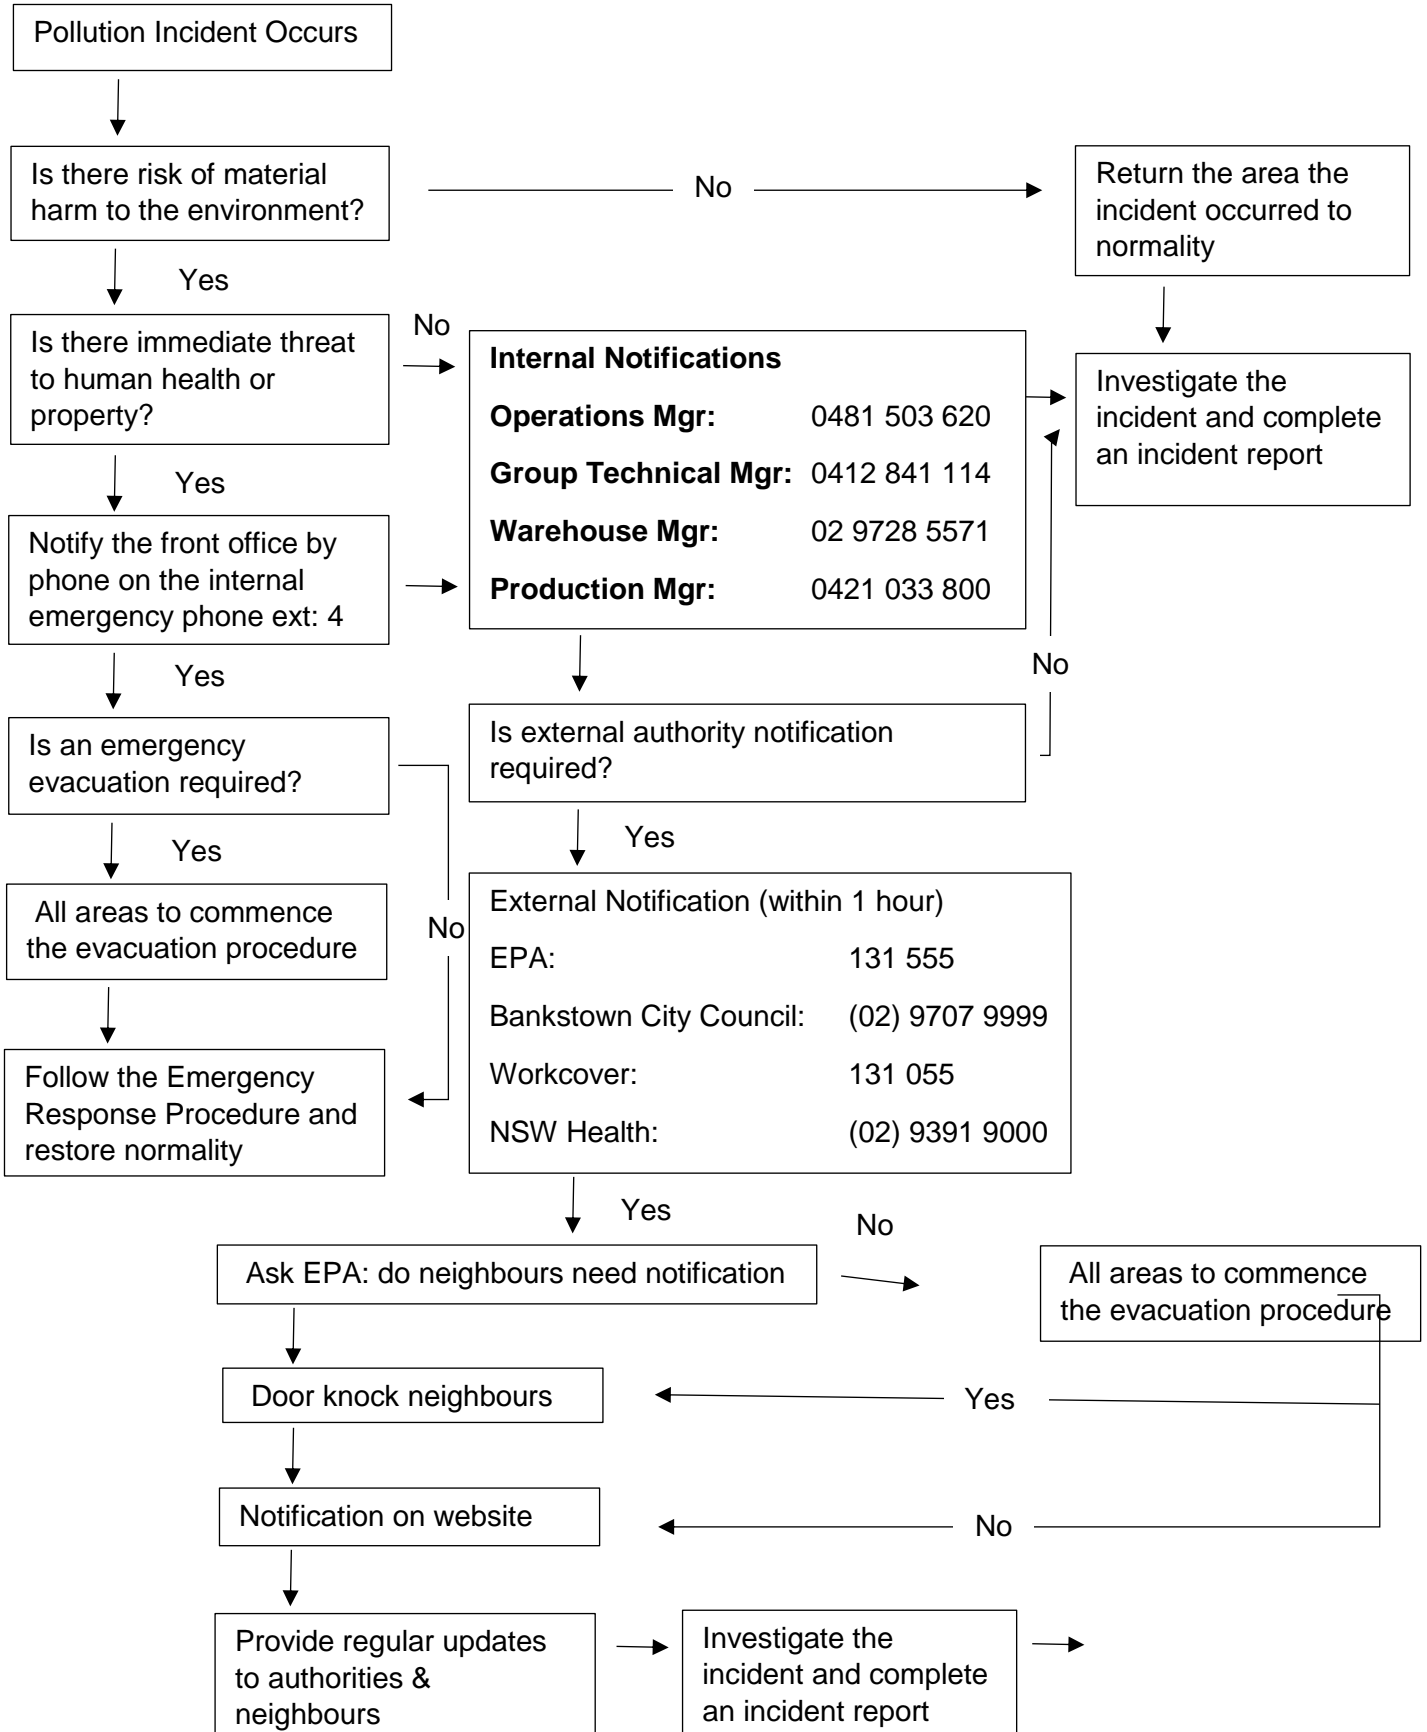 Pollution Incident Occurs
Is there risk of material
harm to the environment?
No
Return the area the
incident occurred to
normality
Yes
Is there immediate threat
to human health or
property?
No
Internal Notifications
Operations Mgr: 0481 503 620
Group Technical Mgr: 0412 841 114
Warehouse Mgr: 02 9728 5571
Production Mgr: 0421 033 800
Investigate the
incident and complete
an incident report
Yes
Notify the front office by
phone on the internal
emergency phone ext: 4
No
Yes
Is an emergency
evacuation required?
Is external authority notification
required?
Yes
Yes
All areas to commence
the evacuation procedure
No
External Notification (within 1 hour)
EPA: 131 555
Bankstown City Council: (02) 9707 9999
Workcover: 131 055
NSW Health: (02) 9391 9000
Follow the Emergency
Response Procedure and
restore normality
Yes
No
Ask EPA: do neighbours need notification
All areas to commence
the evacuation procedure
Door knock neighbours
Yes
Notification on website
No
Provide regular updates
to authorities &
neighbours
Investigate the
incident and complete
an incident report